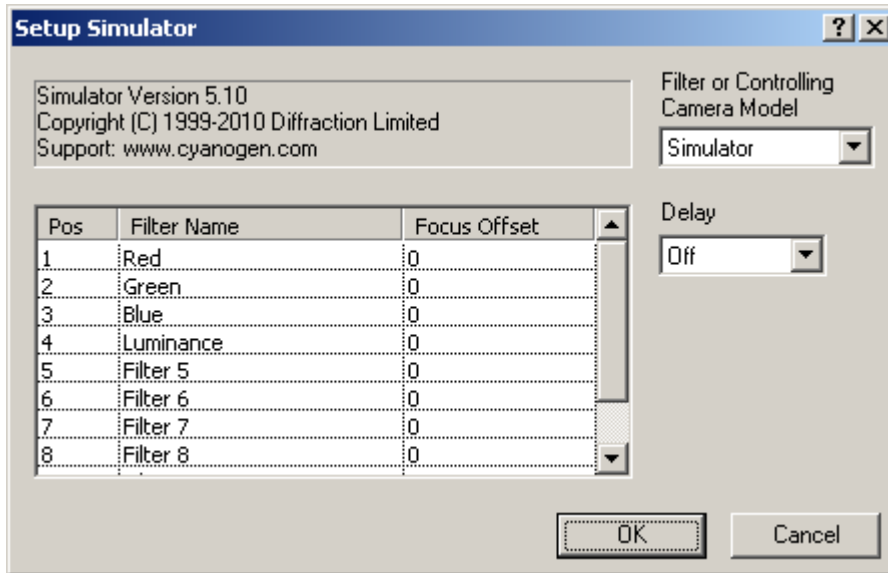 Setup Simulator
Simulator Version 5.10
Copyright (C) 1999-2010 Diffraction Limited
Support: www.cyanogen.com
Filter or Controlling
Camera Model
Simulator
Delay
Off
Pos Filter Name Focus Offset
1 Red 0
2 Green 0
3 Blue 0
4 Luminance 0
5 Filter 5 0
6 Filter 6 0
7 Filter 7 0
8 Filter 8 0
OK Cancel